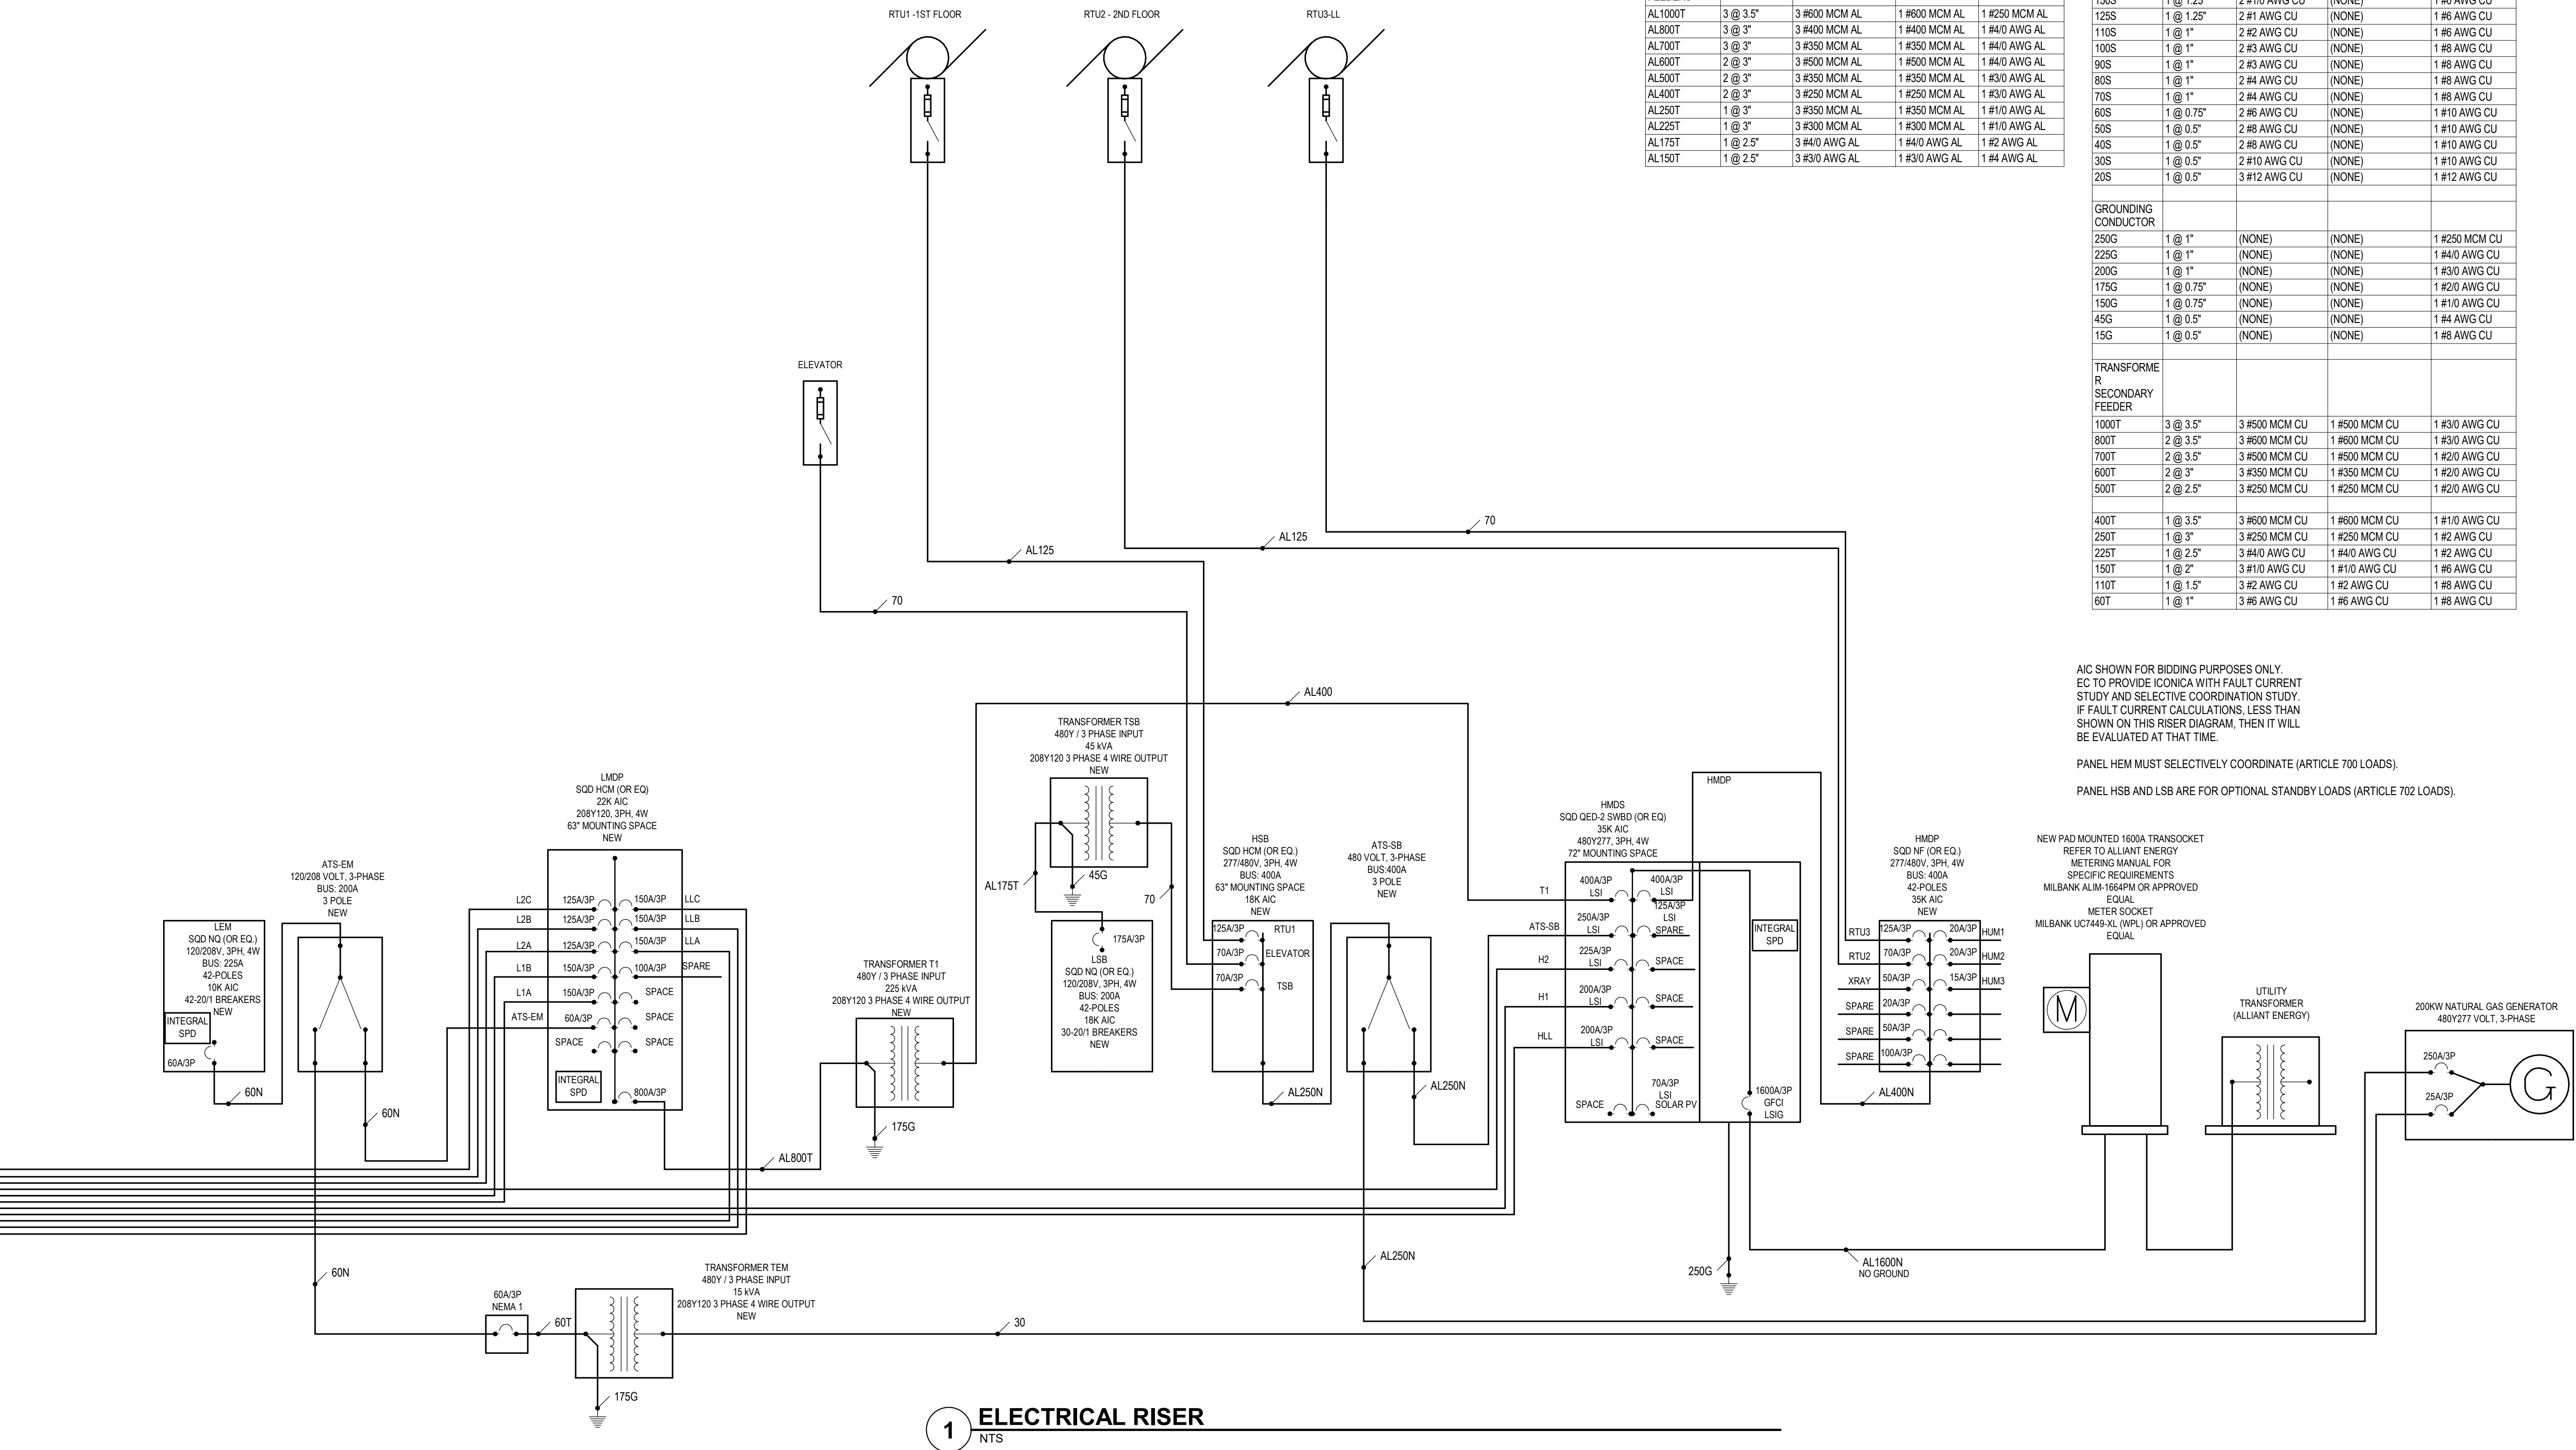 RTU1 -1ST FLOOR
RTU2 - 2ND FLOOR
RTU3-LL
AL1000T 3 @ 3.5" 3 #600 MCM AL 1 #600 MCM AL 1 #250 MCM AL
AL800T 3 @ 3" 3 #400 MCM AL 1 #400 MCM AL 1 #4/0 AWG AL
AL700T 3 @ 3" 3 #350 MCM AL 1 #350 MCM AL 1 #4/0 AWG AL
AL600T 2 @ 3" 3 #500 MCM AL 1 #500 MCM AL 1 #4/0 AWG AL
AL500T 2 @ 3" 3 #350 MCM AL 1 #350 MCM AL 1 #3/0 AWG AL
AL400T 2 @ 3" 3 #250 MCM AL 1 #250 MCM AL 1 #3/0 AWG AL
AL250T 1 @ 3" 3 #350 MCM AL 1 #350 MCM AL 1 #1/0 AWG AL
AL225T 1 @ 3" 3 #300 MCM AL 1 #300 MCM AL 1 #1/0 AWG AL
AL175T 1 @ 2.5" 3 #4/0 AWG AL 1 #4/0 AWG AL 1 #2 AWG AL
AL150T 1 @ 2.5" 3 #3/0 AWG AL 1 #3/0 AWG AL 1 #4 AWG AL
150S 1 @ 1.25" 2 #1/0 AWG CU (NONE) 1 #6 AWG CU
125S 1 @ 1.25" 2 #1 AWG CU (NONE) 1 #6 AWG CU
110S 1 @ 1" 2 #2 AWG CU (NONE) 1 #6 AWG CU
100S 1 @ 1" 2 #3 AWG CU (NONE) 1 #8 AWG CU
90S 1 @ 1" 2 #3 AWG CU (NONE) 1 #8 AWG CU
80S 1 @ 1" 2 #4 AWG CU (NONE) 1 #8 AWG CU
70S 1 @ 1" 2 #4 AWG CU (NONE) 1 #8 AWG CU
60S 1 @ 0.75" 2 #6 AWG CU (NONE) 1 #10 AWG CU
50S 1 @ 0.5" 2 #8 AWG CU (NONE) 1 #10 AWG CU
40S 1 @ 0.5" 2 #8 AWG CU (NONE) 1 #10 AWG CU
30S 1 @ 0.5" 2 #10 AWG CU (NONE) 1 #10 AWG CU
20S 1 @ 0.5" 3 #12 AWG CU (NONE) 1 #12 AWG CU
GROUNDING
CONDUCTOR
250G 1 @ 1" (NONE) (NONE) 1 #250 MCM CU
225G 1 @ 1" (NONE) (NONE) 1 #4/0 AWG CU
200G 1 @ 1" (NONE) (NONE) 1 #3/0 AWG CU
175G 1 @ 0.75" (NONE) (NONE) 1 #2/0 AWG CU
150G 1 @ 0.75" (NONE) (NONE) 1 #1/0 AWG CU
45G 1 @ 0.5" (NONE) (NONE) 1 #4 AWG CU
15G 1 @ 0.5" (NONE) (NONE) 1 #8 AWG CU
TRANSFORME
R
SECONDARY
FEEDER
1000T 3 @ 3.5" 3 #500 MCM CU 1 #500 MCM CU 1 #3/0 AWG CU
800T 2 @ 3.5" 3 #600 MCM CU 1 #600 MCM CU 1 #3/0 AWG CU
700T 2 @ 3.5" 3 #500 MCM CU 1 #500 MCM CU 1 #2/0 AWG CU
600T 2 @ 3" 3 #350 MCM CU 1 #350 MCM CU 1 #2/0 AWG CU
500T 2 @ 2.5" 3 #250 MCM CU 1 #250 MCM CU 1 #2/0 AWG CU
400T 1 @ 3.5" 3 #600 MCM CU 1 #600 MCM CU 1 #1/0 AWG CU
250T 1 @ 3" 3 #250 MCM CU 1 #250 MCM CU 1 #2 AWG CU
225T 1 @ 2.5" 3 #4/0 AWG CU 1 #4/0 AWG CU 1 #2 AWG CU
150T 1 @ 2" 3 #1/0 AWG CU 1 #1/0 AWG CU 1 #6 AWG CU
110T 1 @ 1.5" 3 #2 AWG CU 1 #2 AWG CU 1 #8 AWG CU
60T 1 @ 1" 3 #6 AWG CU 1 #6 AWG CU 1 #8 AWG CU
ELEVATOR
70
AL125
AL125
70
AL400
AIC SHOWN FOR BIDDING PURPOSES ONLY.
EC TO PROVIDE ICONICA WITH FAULT CURRENT
STUDY AND SELECTIVE COORDINATION STUDY.
IF FAULT CURRENT CALCULATIONS, LESS THAN
SHOWN ON THIS RISER DIAGRAM, THEN IT WILL
BE EVALUATED AT THAT TIME.
PANEL HEM MUST SELECTIVELY COORDINATE (ARTICLE 700 LOADS).
PANEL HSB AND LSB ARE FOR OPTIONAL STANDBY LOADS (ARTICLE 702 LOADS).
LEM
SQD NQ (OR EQ.)
120/208V, 3PH, 4W
BUS: 225A
42-POLES
10K AIC
42-20/1 BREAKERS
NEW
INTEGRAL
SPD
60A/3P
60N
ATS-EM
120/208 VOLT, 3-PHASE
BUS: 200A
3 POLE
NEW
60N
60N
LMDP
SQD HCM (OR EQ)
22K AIC
208Y120, 3PH, 4W
63" MOUNTING SPACE
NEW
L2C 125A/3P 150A/3P LLC
L2B 125A/3P 150A/3P LLB
L2A 125A/3P 150A/3P LLA
L1B 150A/3P 100A/3P SPARE
L1A 150A/3P SPACE
ATS-EM 60A/3P SPACE
SPACE SPACE
INTEGRAL
SPD
800A/3P
AL800T
TRANSFORMER T1
480Y / 3 PHASE INPUT
225 kVA
208Y120 3 PHASE 4 WIRE OUTPUT
NEW
175G
TRANSFORMER TSB
480Y / 3 PHASE INPUT
45 kVA
208Y120 3 PHASE 4 WIRE OUTPUT
NEW
AL175T
45G
70
175A/3P
LSB
SQD NQ (OR EQ.)
120/208V, 3PH, 4W
BUS: 200A
42-POLES
18K AIC
30-20/1 BREAKERS
NEW
HSB
SQD HCM (OR EQ.)
277/480V, 3PH, 4W
BUS: 400A
63" MOUNTING SPACE
18K AIC
NEW
125A/3P RTU1
70A/3P ELEVATOR
70A/3P TSB
AL250N
ATS-SB
480 VOLT, 3-PHASE
BUS:400A
3 POLE
NEW
AL250N
AL250N
HMDS
SQD QED-2 SWBD (OR EQ)
35K AIC
480Y277, 3PH, 4W
72" MOUNTING SPACE
T1 400A/3P LSI 400A/3P LSI
ATS-SB 250A/3P LSI 125A/3P LSI SPARE
H2 225A/3P LSI SPACE
H1 200A/3P LSI SPACE
HLL 200A/3P LSI SPACE
SPACE 70A/3P LSI SOLAR PV
INTEGRAL
SPD
1600A/3P
GFCI
LSIG
HMDP
250G
HMDP
SQD NF (OR EQ.)
277/480V, 3PH, 4W
BUS: 400A
42-POLES
35K AIC
NEW
RTU3 125A/3P 20A/3P HUM1
RTU2 70A/3P 20A/3P HUM2
XRAY 50A/3P 15A/3P HUM3
SPARE 20A/3P
SPARE 50A/3P
SPARE 100A/3P
AL400N
AL1600N
NO GROUND
NEW PAD MOUNTED 1600A TRANSOCKET
REFER TO ALLIANT ENERGY
METERING MANUAL FOR
SPECIFIC REQUIREMENTS
MILBANK ALIM-1664PM OR APPROVED
EQUAL
METER SOCKET
MILBANK UC7449-XL (WPL) OR APPROVED
EQUAL
M
UTILITY
TRANSFORMER
(ALLIANT ENERGY)
200KW NATURAL GAS GENERATOR
480Y277 VOLT, 3-PHASE
250A/3P
25A/3P
G
60A/3P
NEMA 1
60T
TRANSFORMER TEM
480Y / 3 PHASE INPUT
15 kVA
208Y120 3 PHASE 4 WIRE OUTPUT
NEW
30
175G
1 ELECTRICAL RISER
NTS